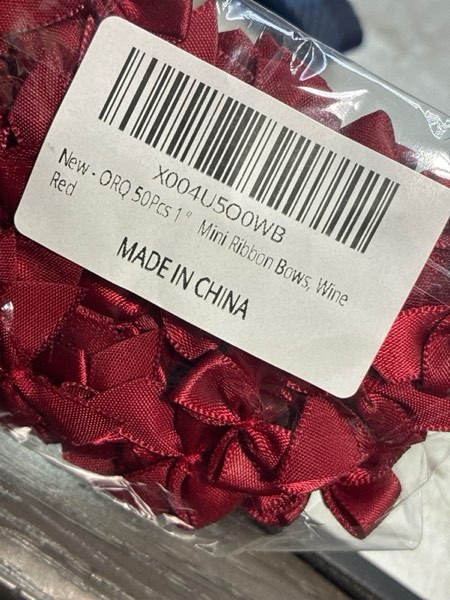 X004U5O0WB
New - ORQ 50Pcs 1" Mini Ribbon Bows, Wine
Red
MADE IN CHINA